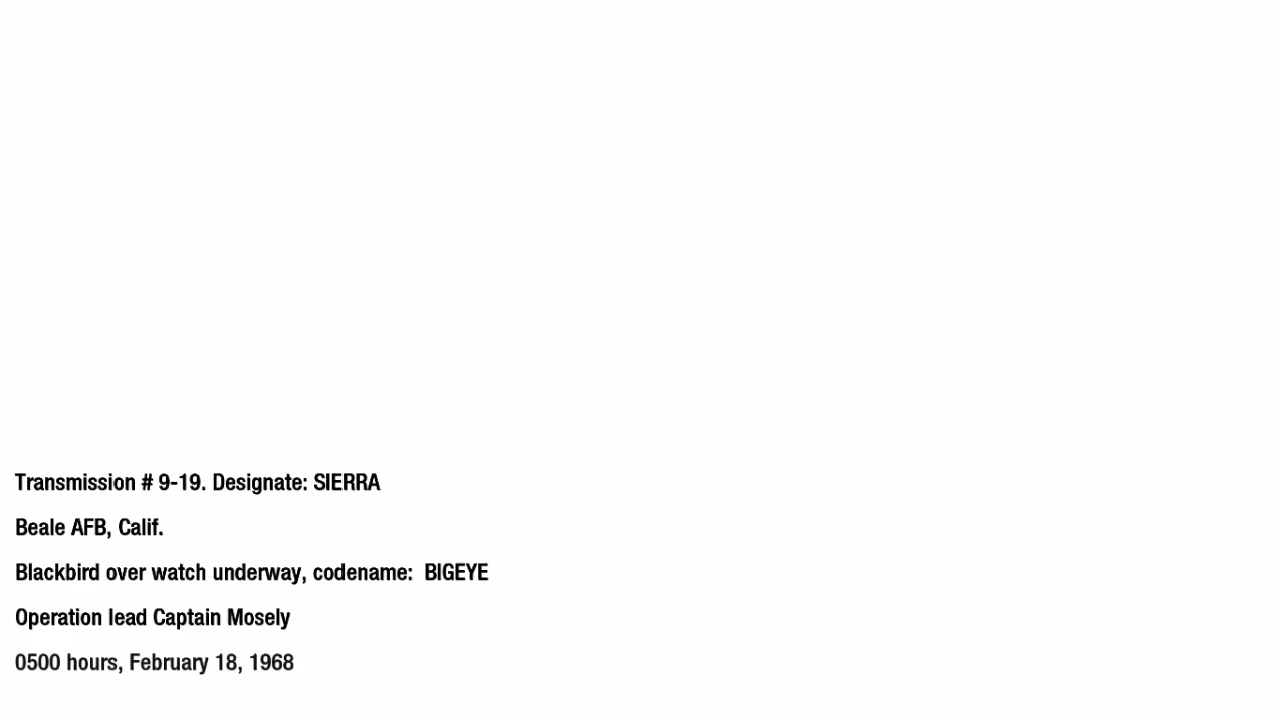 Transmission # 9-19. Designate: SIERRA
Beale AFB, Calif.
Blackbird over watch underway, codename:  BIGEYE
Operation lead Captain Mosely
0500 hours, February 18, 1968